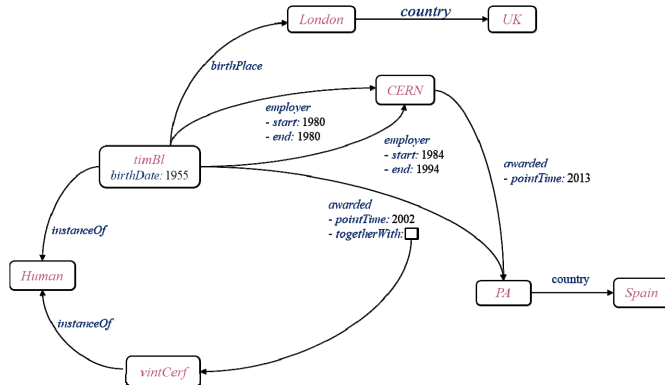 London
country
UK
birthPlace
CERN
employer
- start: 1980
- end: 1980
employer
- start: 1984
- end: 1994
awarded
- pointTime: 2013
timBl
birthDate: 1955
awarded
- pointTime: 2002
- togetherWith:
instanceOf
Human
PA
country
Spain
instanceOf
vintCerf